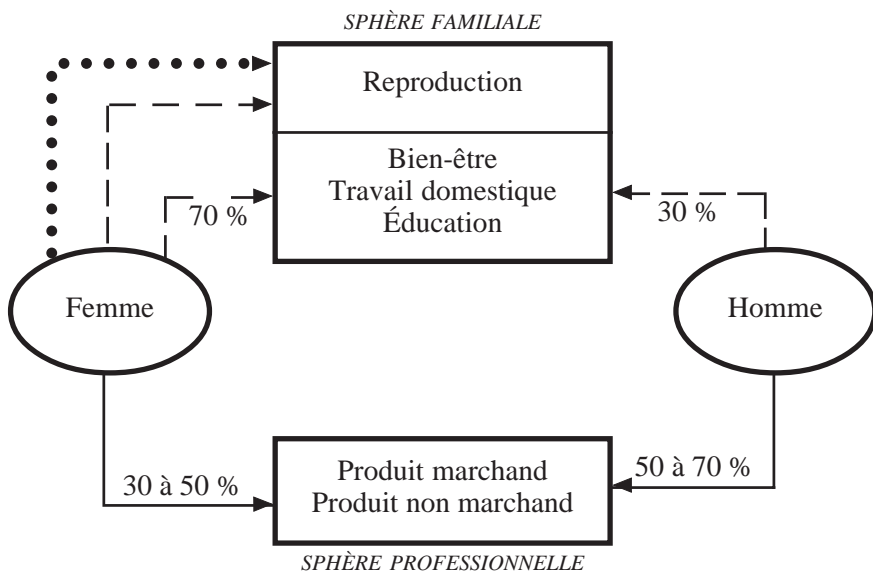 SPHÈRE FAMILIALE
Reproduction
Bien-être
Travail domestique
Éducation
70 %
30 %
Femme
Homme
Produit marchand
Produit non marchand
30 à 50 %
50 à 70 %
SPHÈRE PROFESSIONNELLE